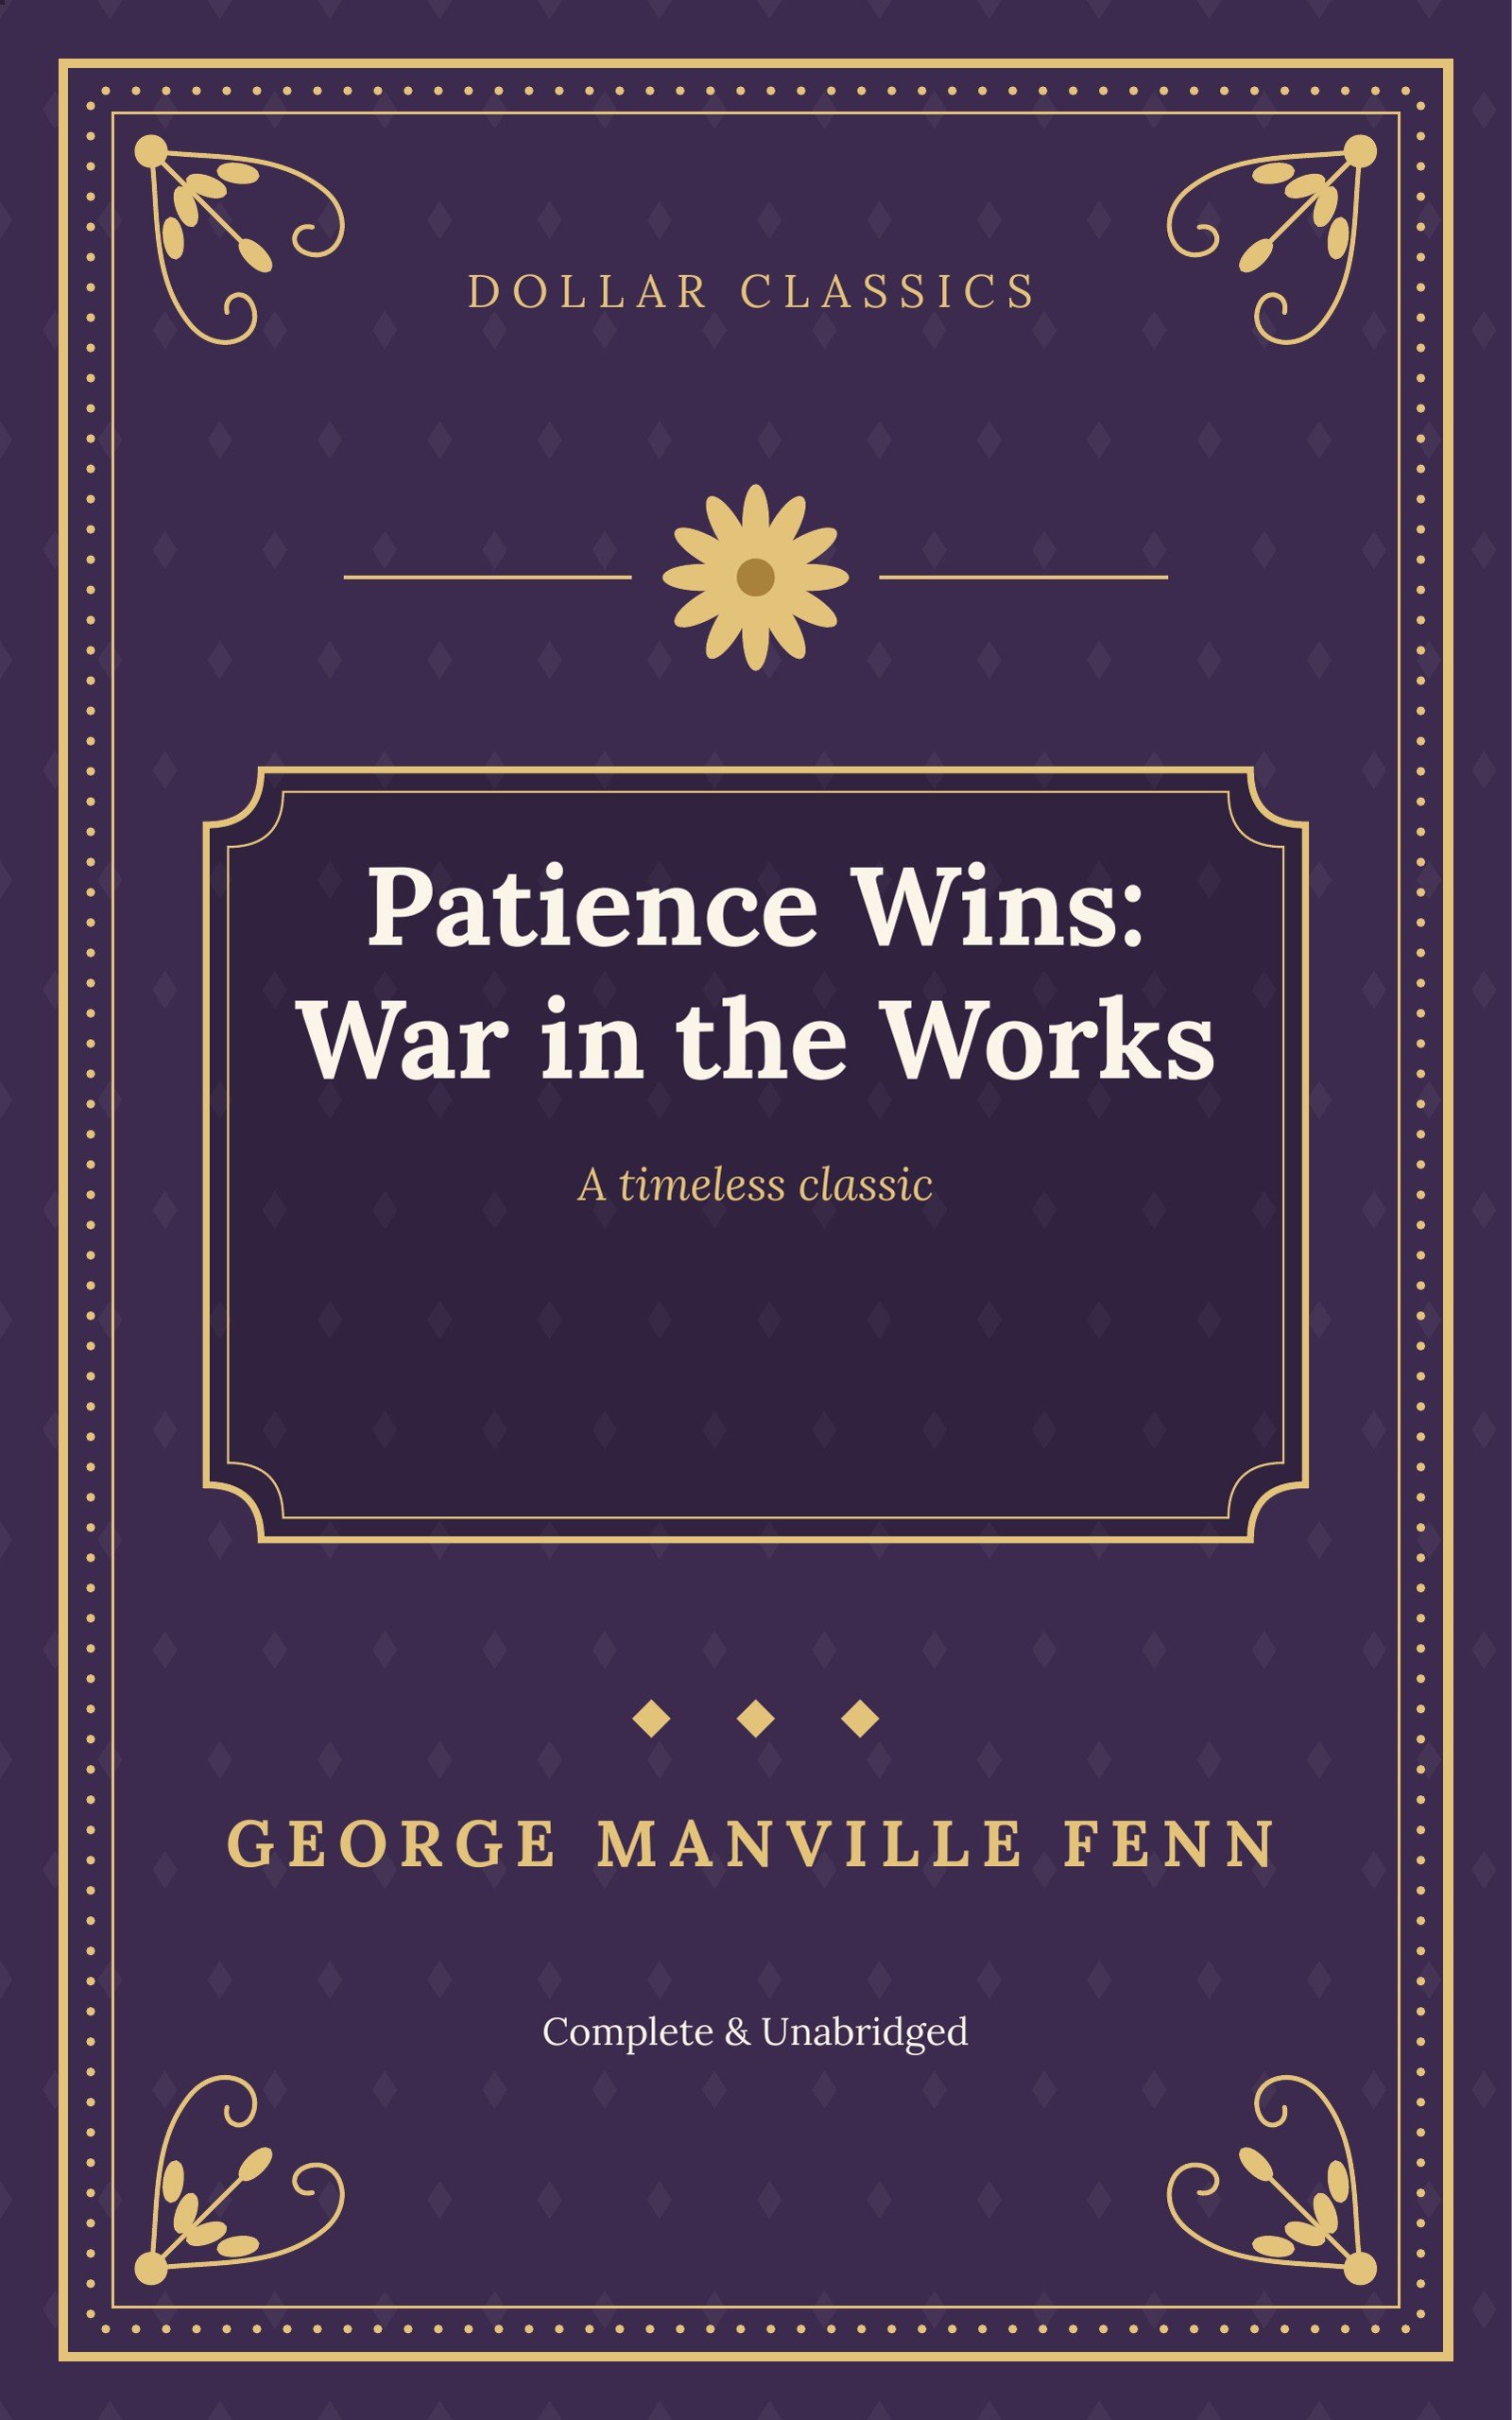 DOLLAR CLASSICS
Patience Wins:
War in the Works
A timeless classic
GEORGE MANVILLE FENN
Complete & Unabridged